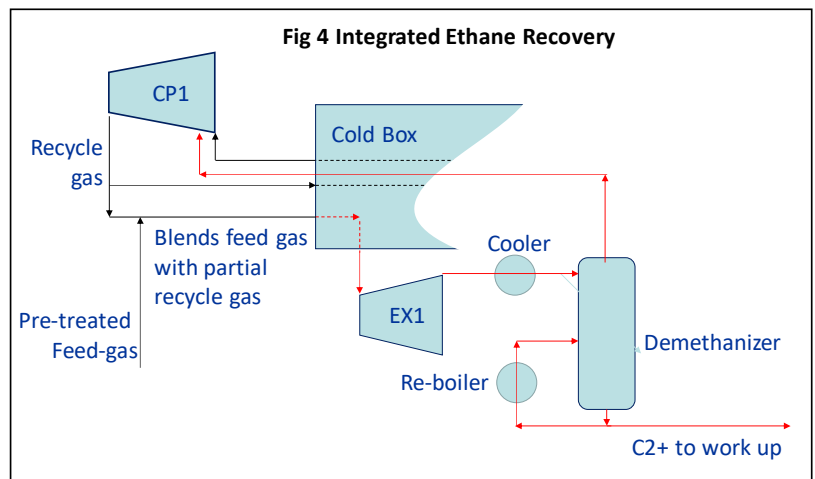 Fig 4 Integrated Ethane Recovery
CP1
Cold Box
Recycle
gas
Blends feed gas
with partial
recycle gas
Cooler
Pre-treated
Feed-gas
EX1
Demethanizer
Re-boiler
C2+ to work up